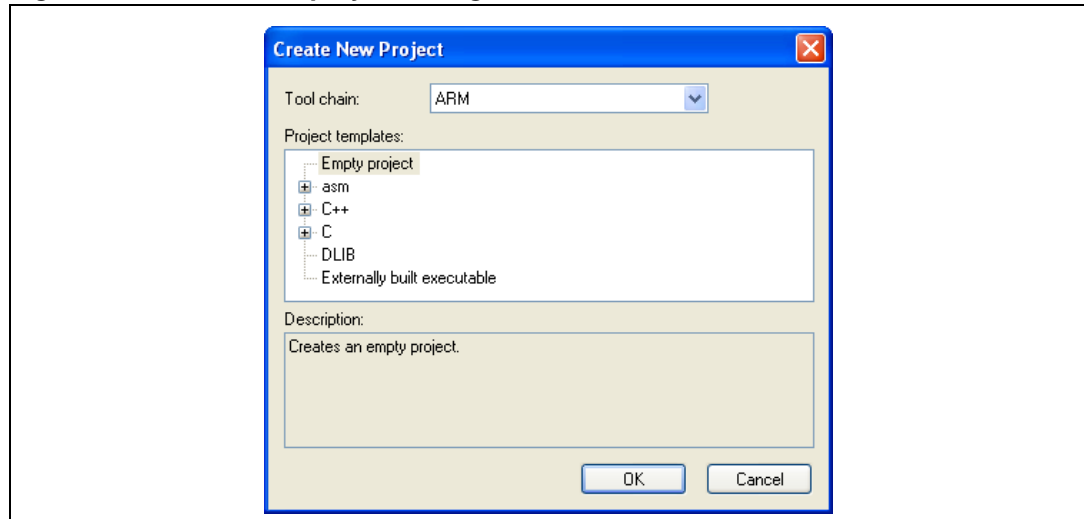 Create New Project
Tool chain: ARM
Project templates:
Empty project
asm
C++
C
DLIB
Externally built executable
Description:
Creates an empty project.
OK Cancel